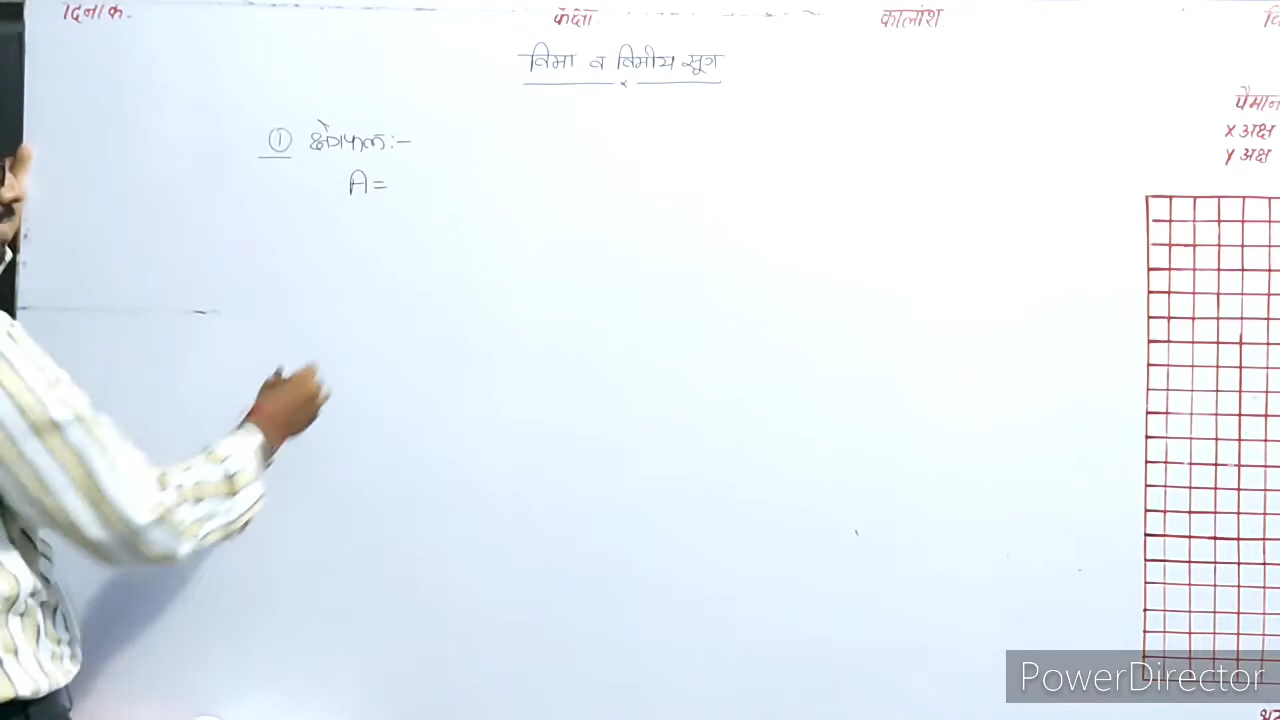 दिनांक. कक्षा कालांश
विमा व विमीय सूत्र
पैमान
x अक्ष
y अक्ष
① क्षेत्रफल :-
A =
PowerDirector